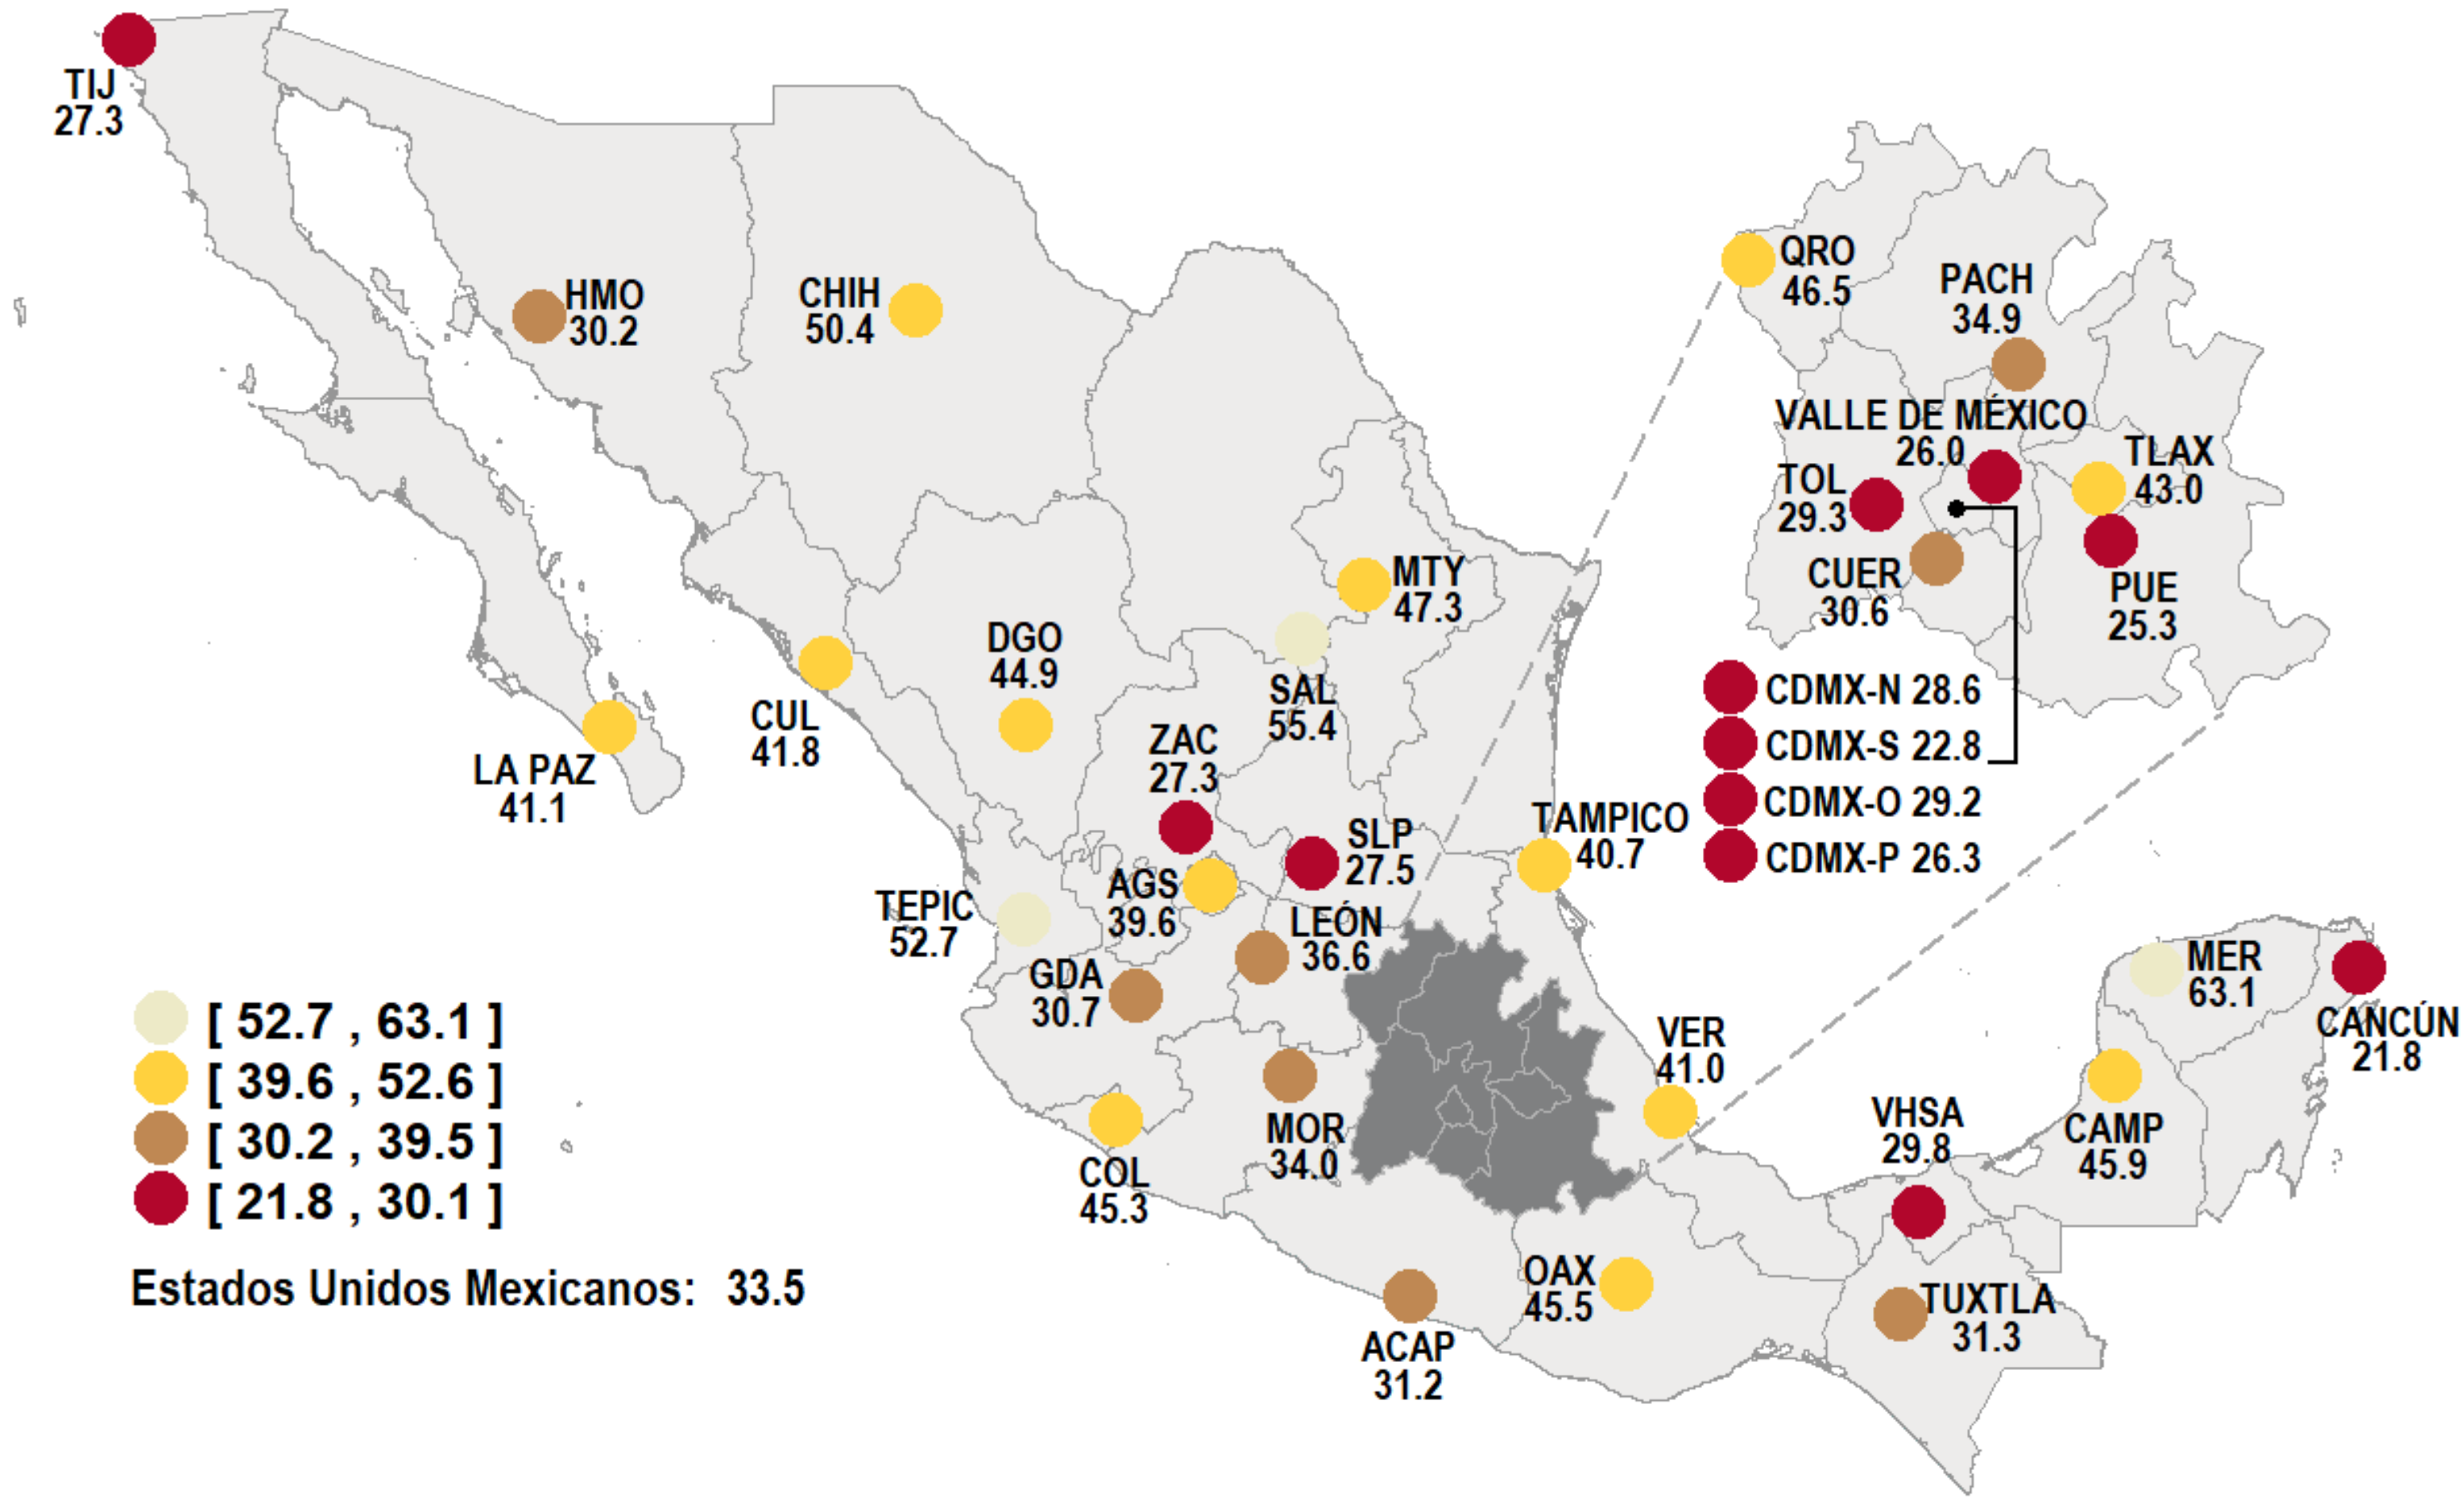 TIJ
27.3
HMO
30.2
CHIH
50.4
QRO
46.5
PACH
34.9
VALLE DE MÉXICO
26.0
TOL
29.3
TLAX
43.0
CUER
30.6
PUE
25.3
CDMX-N 28.6
CDMX-S 22.8
CDMX-O 29.2
CDMX-P 26.3
MTY
47.3
SAL
55.4
DGO
44.9
CUL
41.8
LA PAZ
41.1
ZAC
27.3
SLP
27.5
TAMPICO
40.7
AGS
39.6
TEPIC
52.7
LEÓN
36.6
GDA
30.7
MER
63.1
CANCÚN
21.8
VER
41.0
VHSA
29.8
CAMP
45.9
MOR
34.0
COL
45.3
OAX
45.5
TUXTLA
31.3
ACAP
31.2
[ 52.7 , 63.1 ]
[ 39.6 , 52.6 ]
[ 30.2 , 39.5 ]
[ 21.8 , 30.1 ]
Estados Unidos Mexicanos: 33.5